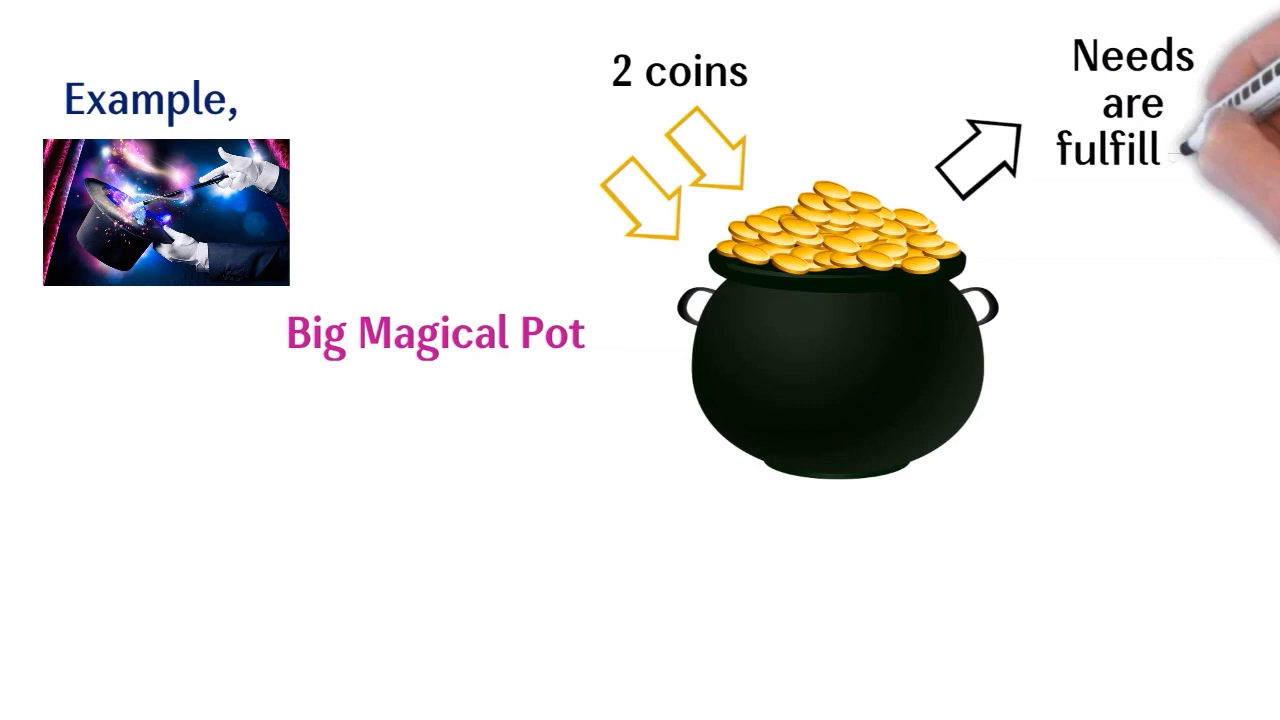 Example,
2 coins
Needs
are
fulfill
Big Magical Pot